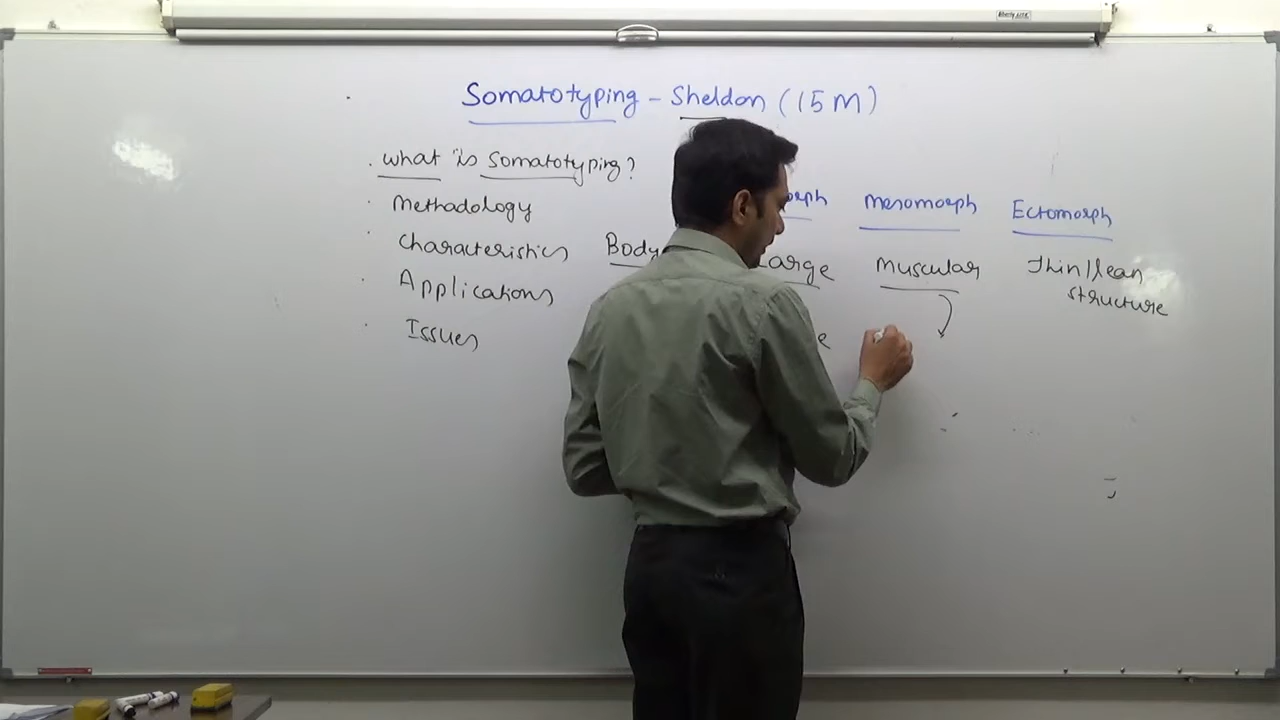 Somatotyping - Sheldon (15 M)
. What is Somatotyping?
. Methodology
. Characteristics
. Applications
. Issues
Mesomorph Ectomorph
Body Large Muscular Thin/lean
structure